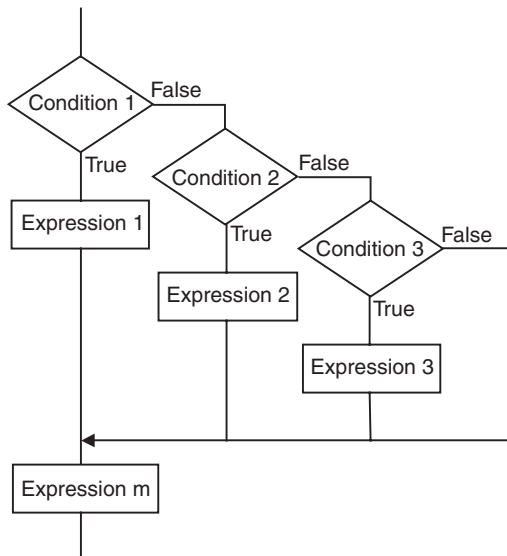 Condition 1
False
True
Expression 1
Condition 2
False
True
Expression 2
Condition 3
False
True
Expression 3
Expression m